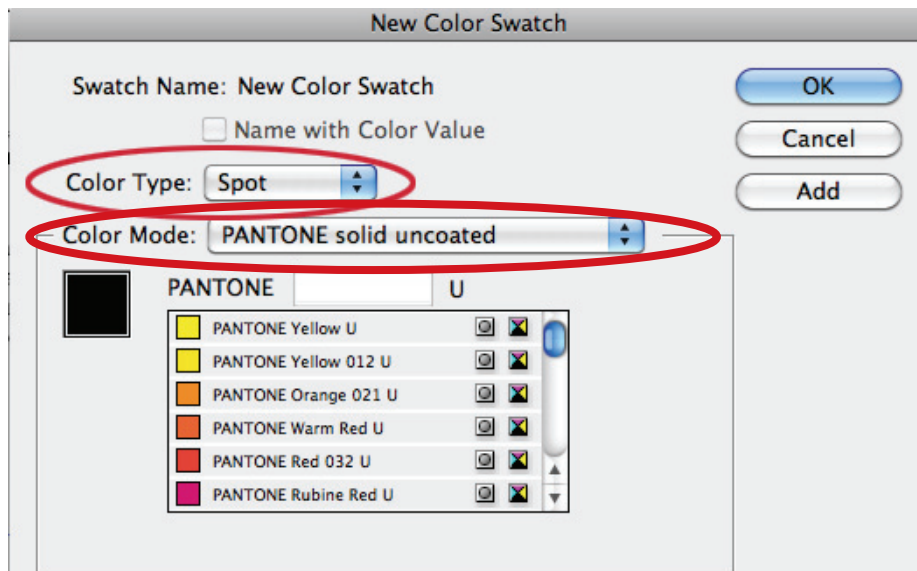 New Color Swatch
Swatch Name: New Color Swatch
OK
Name with Color Value
Cancel
Color Type: Spot
Add
Color Mode: PANTONE solid uncoated
PANTONE U
PANTONE Yellow U
PANTONE Yellow 012 U
PANTONE Orange 021 U
PANTONE Warm Red U
PANTONE Red 032 U
PANTONE Rubine Red U